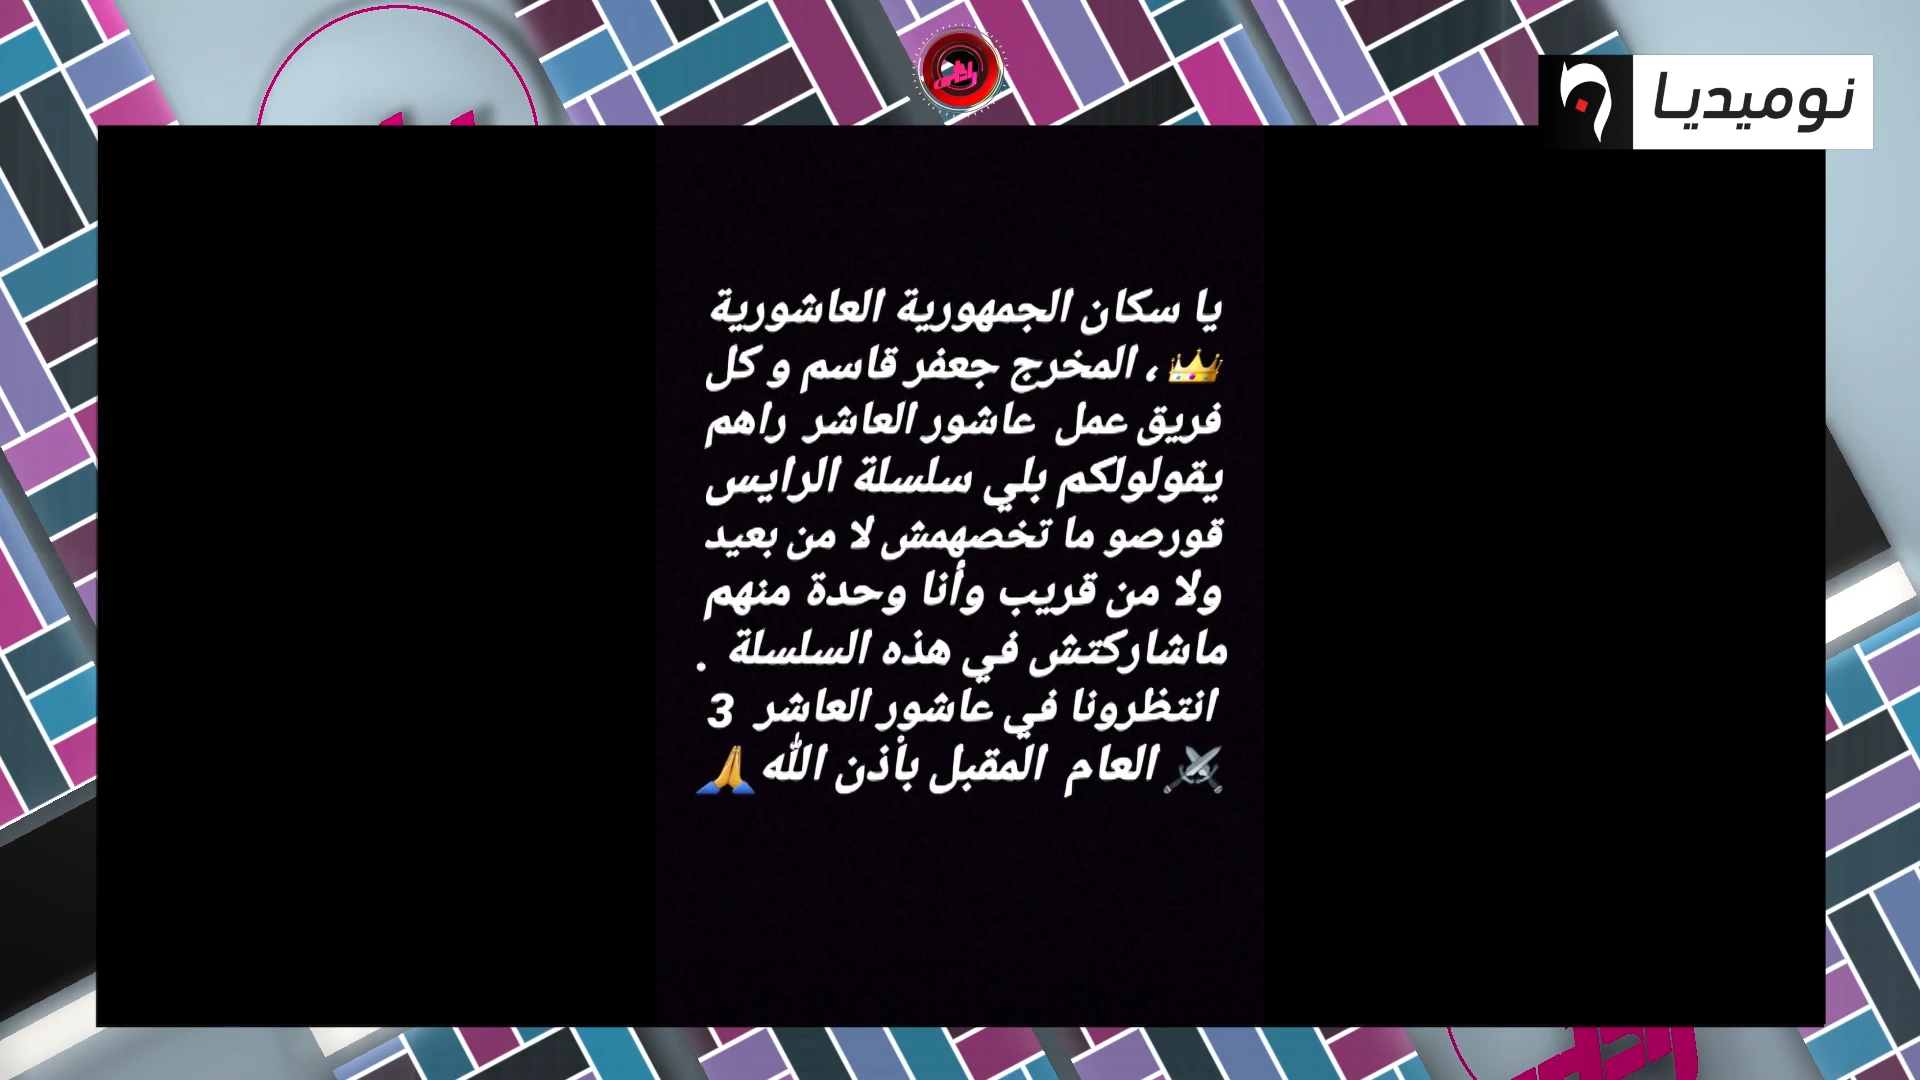 نوميديا
يا سكان الجمهورية العاشورية
👑 ، المخرج جعفر قاسم و كل
فريق عمل عاشور العاشر راهم
يقولولكم بلي سلسلة الرايس
قورصو ما تخصهمش لا من بعيد
ولا من قريب وأنا وحدة منهم
ماشاركتش في هذه السلسلة .
انتظرونا في عاشور العاشر 3
⚔️ العام المقبل بأذن الله 🙏